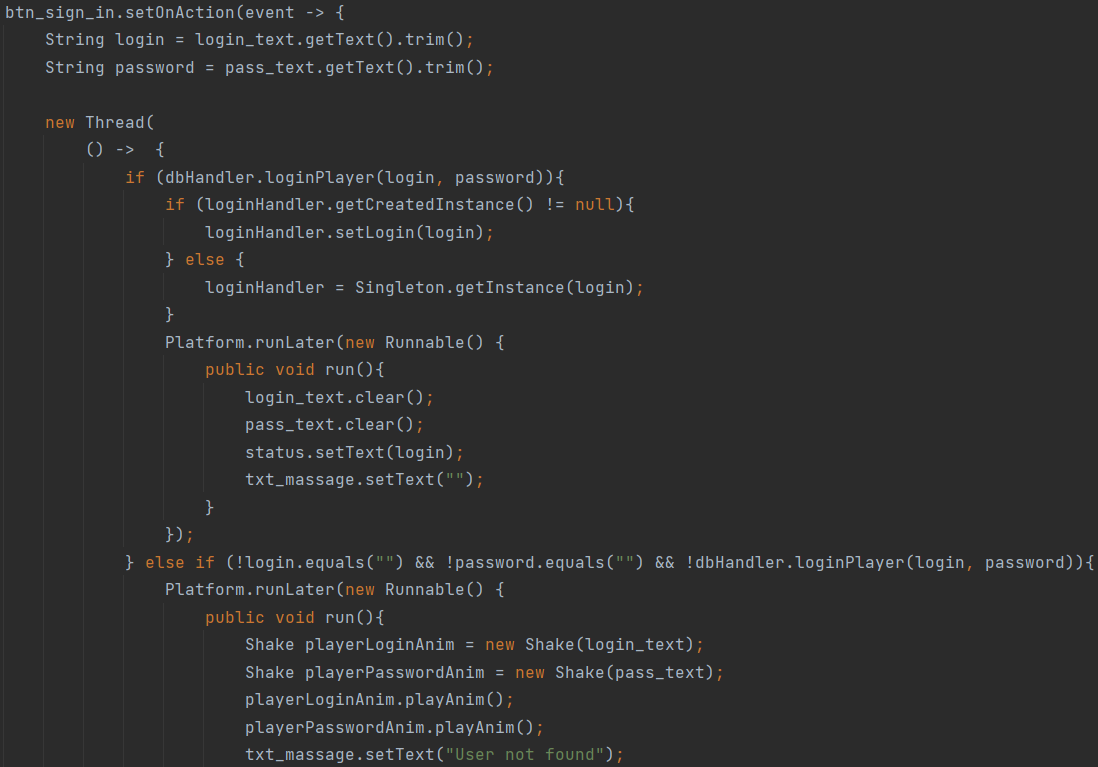 btn_sign_in.setOnAction(event -> {
    String login = login_text.getText().trim();
    String password = pass_text.getText().trim();

    new Thread(
        () ->  {
            if (dbHandler.loginPlayer(login, password)){
                if (loginHandler.getCreatedInstance() != null){
                    loginHandler.setLogin(login);
                } else {
                    loginHandler = Singleton.getInstance(login);
                }
                Platform.runLater(new Runnable() {
                    public void run(){
                        login_text.clear();
                        pass_text.clear();
                        status.setText(login);
                        txt_massage.setText("");
                    }
                });
            } else if (!login.equals("") && !password.equals("") && !dbHandler.loginPlayer(login, password)){
                Platform.runLater(new Runnable() {
                    public void run(){
                        Shake playerLoginAnim = new Shake(login_text);
                        Shake playerPasswordAnim = new Shake(pass_text);
                        playerLoginAnim.playAnim();
                        playerPasswordAnim.playAnim();
                        txt_massage.setText("User not found");